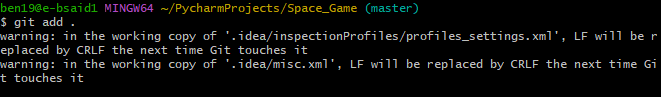 ben19@e-bsaid1 MINGW64 ~/PycharmProjects/Space_Game (master)
$ git add .
warning: in the working copy of '.idea/inspectionProfiles/profiles_settings.xml', LF will be r
eplaced by CRLF the next time Git touches it
warning: in the working copy of '.idea/misc.xml', LF will be replaced by CRLF the next time Gi
t touches it